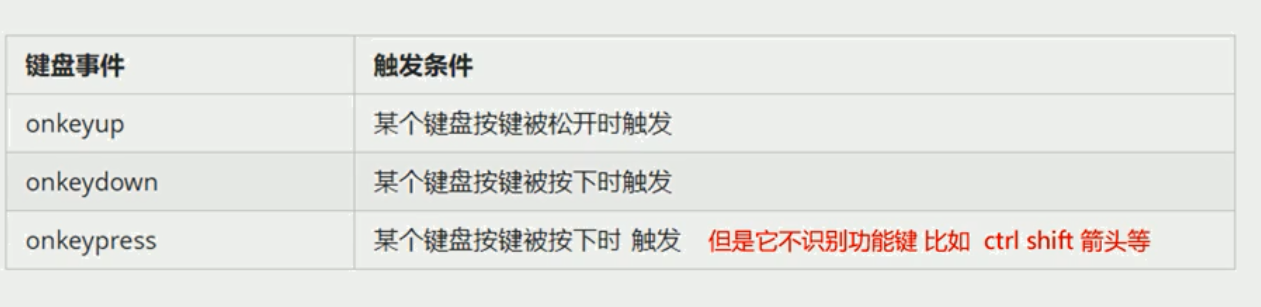 键盘事件 触发条件
onkeyup 某个键盘按键被松开时触发
onkeydown 某个键盘按键被按下时触发
onkeypress 某个键盘按键被按下时 触发 但是它不识别功能键 比如 ctrl shift 箭头等